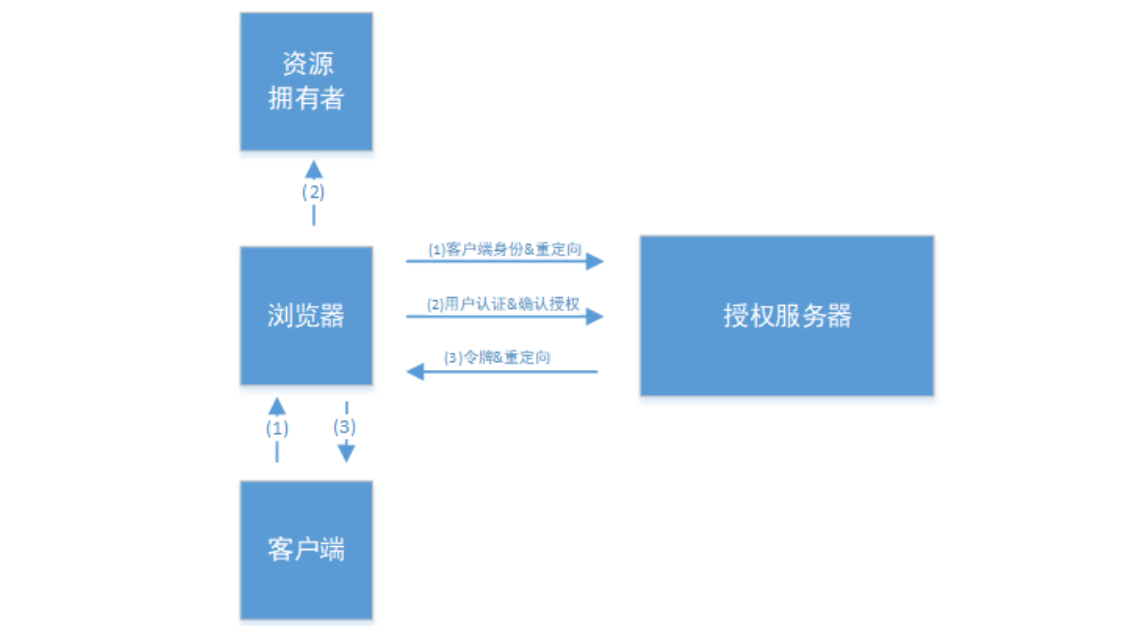 资源
拥有者
(2)
(1)客户端身份&重定向
浏览器
(2)用户认证&确认授权
授权服务器
(3)令牌&重定向
(1)
(3)
客户端